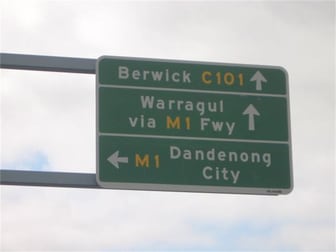 Berwick C101
Warragul
via M1 Fwy
M1 Dandenong
City